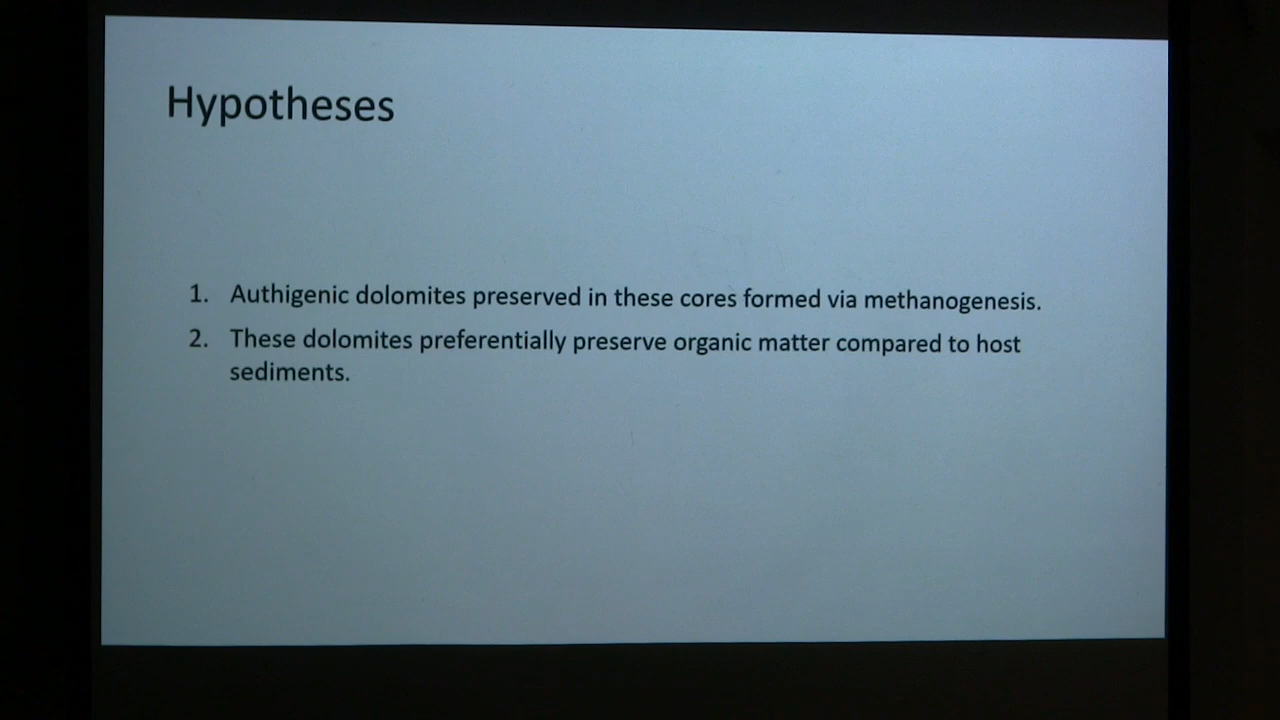 Hypotheses
1. Authigenic dolomites preserved in these cores formed via methanogenesis.
2. These dolomites preferentially preserve organic matter compared to host
sediments.